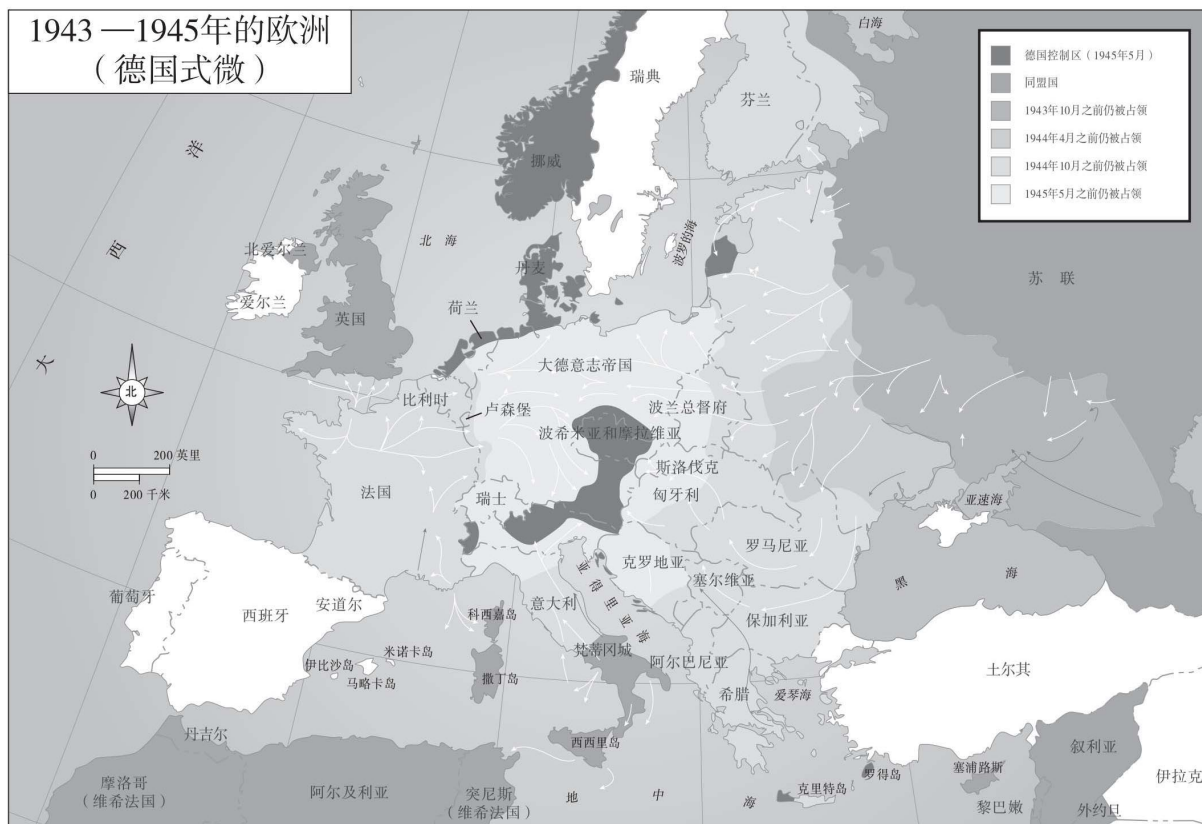 1943 —1945年的欧洲
（德国式微）
德国控制区（1945年5月）
同盟国
1943年10月之前仍被占领
1944年4月之前仍被占领
1944年10月之前仍被占领
1945年5月之前仍被占领
白海
瑞典
芬兰
挪威
大西洋
北海
波罗的海
北爱尔兰
爱尔兰
英国
丹麦
荷兰
苏联
大德意志帝国
比利时
卢森堡
波兰总督府
波希米亚和摩拉维亚
北
0 200 英里
0 200 千米
斯洛伐克
匈牙利
法国
瑞士
亚速海
罗马尼亚
克罗地亚
塞尔维亚
黑海
葡萄牙
西班牙
安道尔
意大利
亚得里亚海
科西嘉岛
保加利亚
梵蒂冈城
米诺卡岛
伊比沙岛
马略卡岛
撒丁岛
阿尔巴尼亚
希腊
爱琴海
土尔其
丹吉尔
西西里岛
叙利亚
摩洛哥
（维希法国）
阿尔及利亚
突尼斯
（维希法国）
地中海
克里特岛
罗得岛
塞浦路斯
伊拉克
黎巴嫩
外约旦